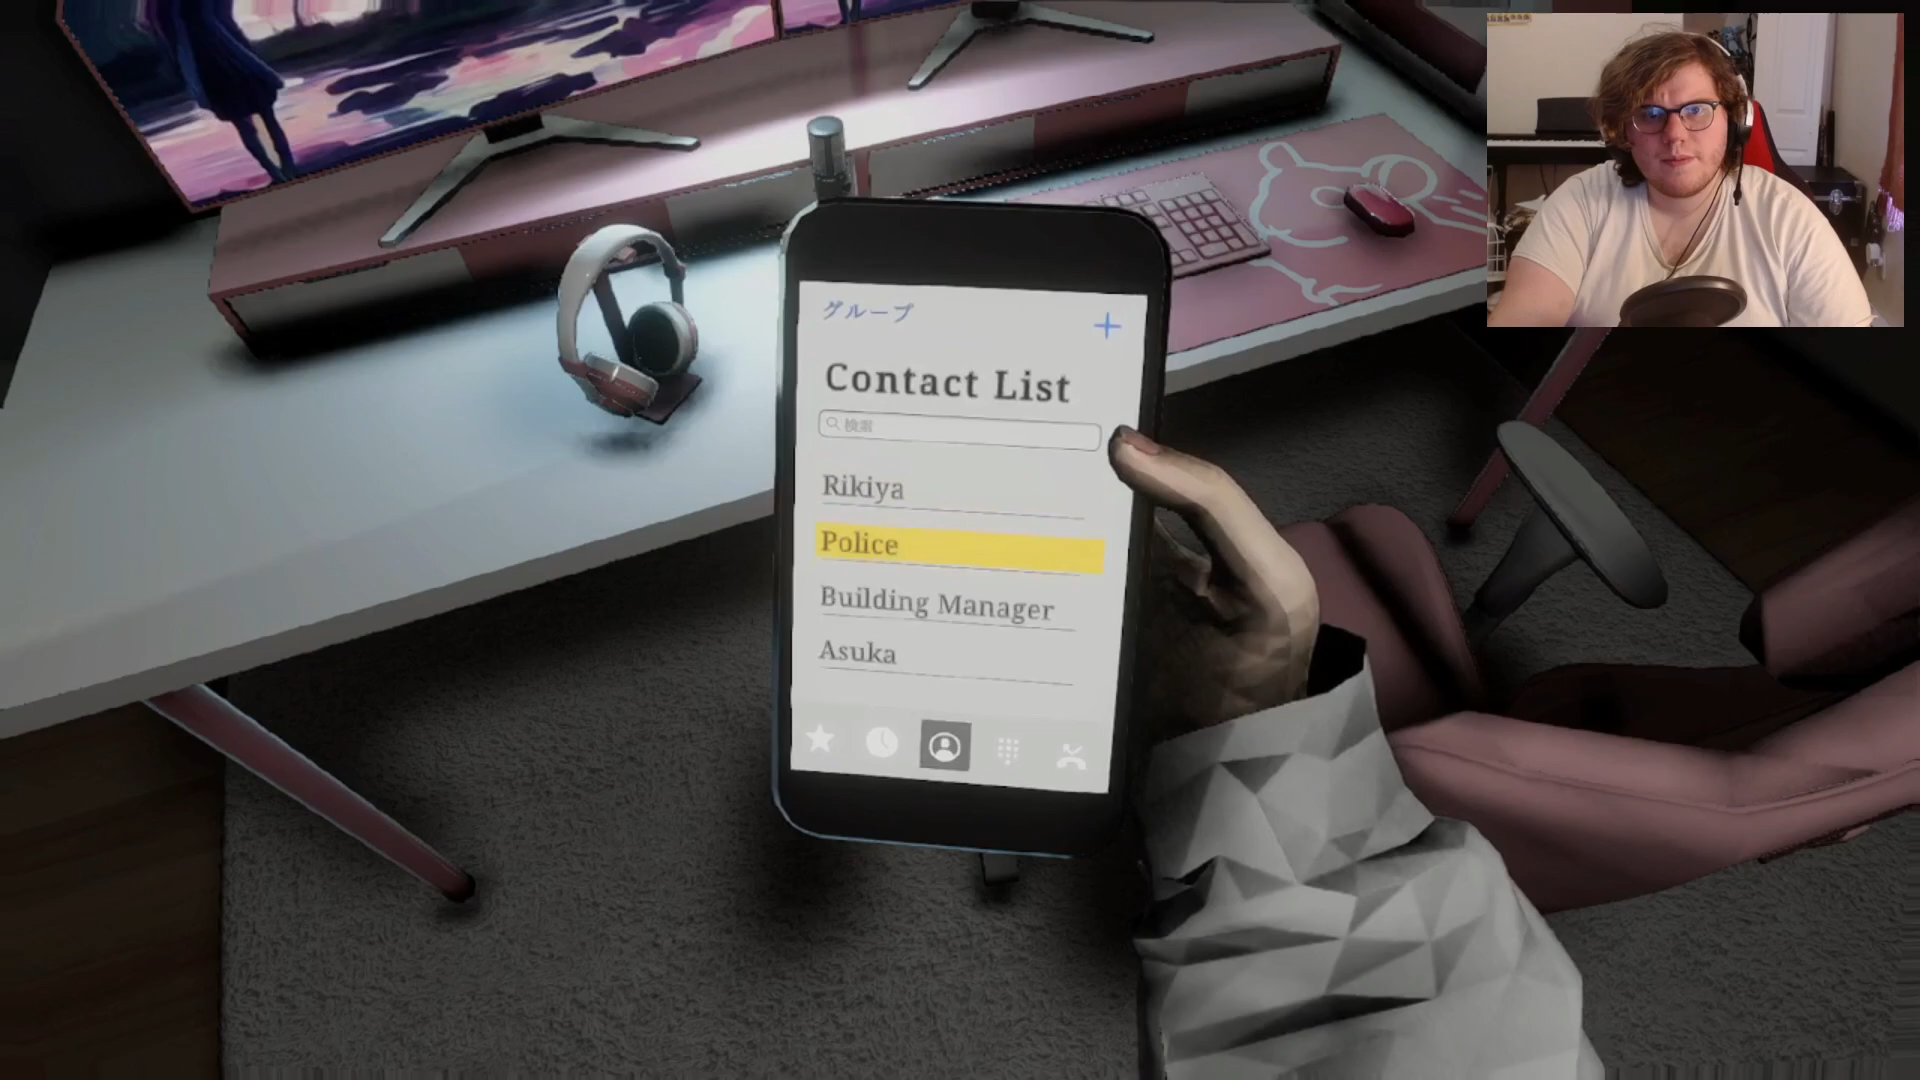 グループ
Contact List
検索
Rikiya
Police
Building Manager
Asuka